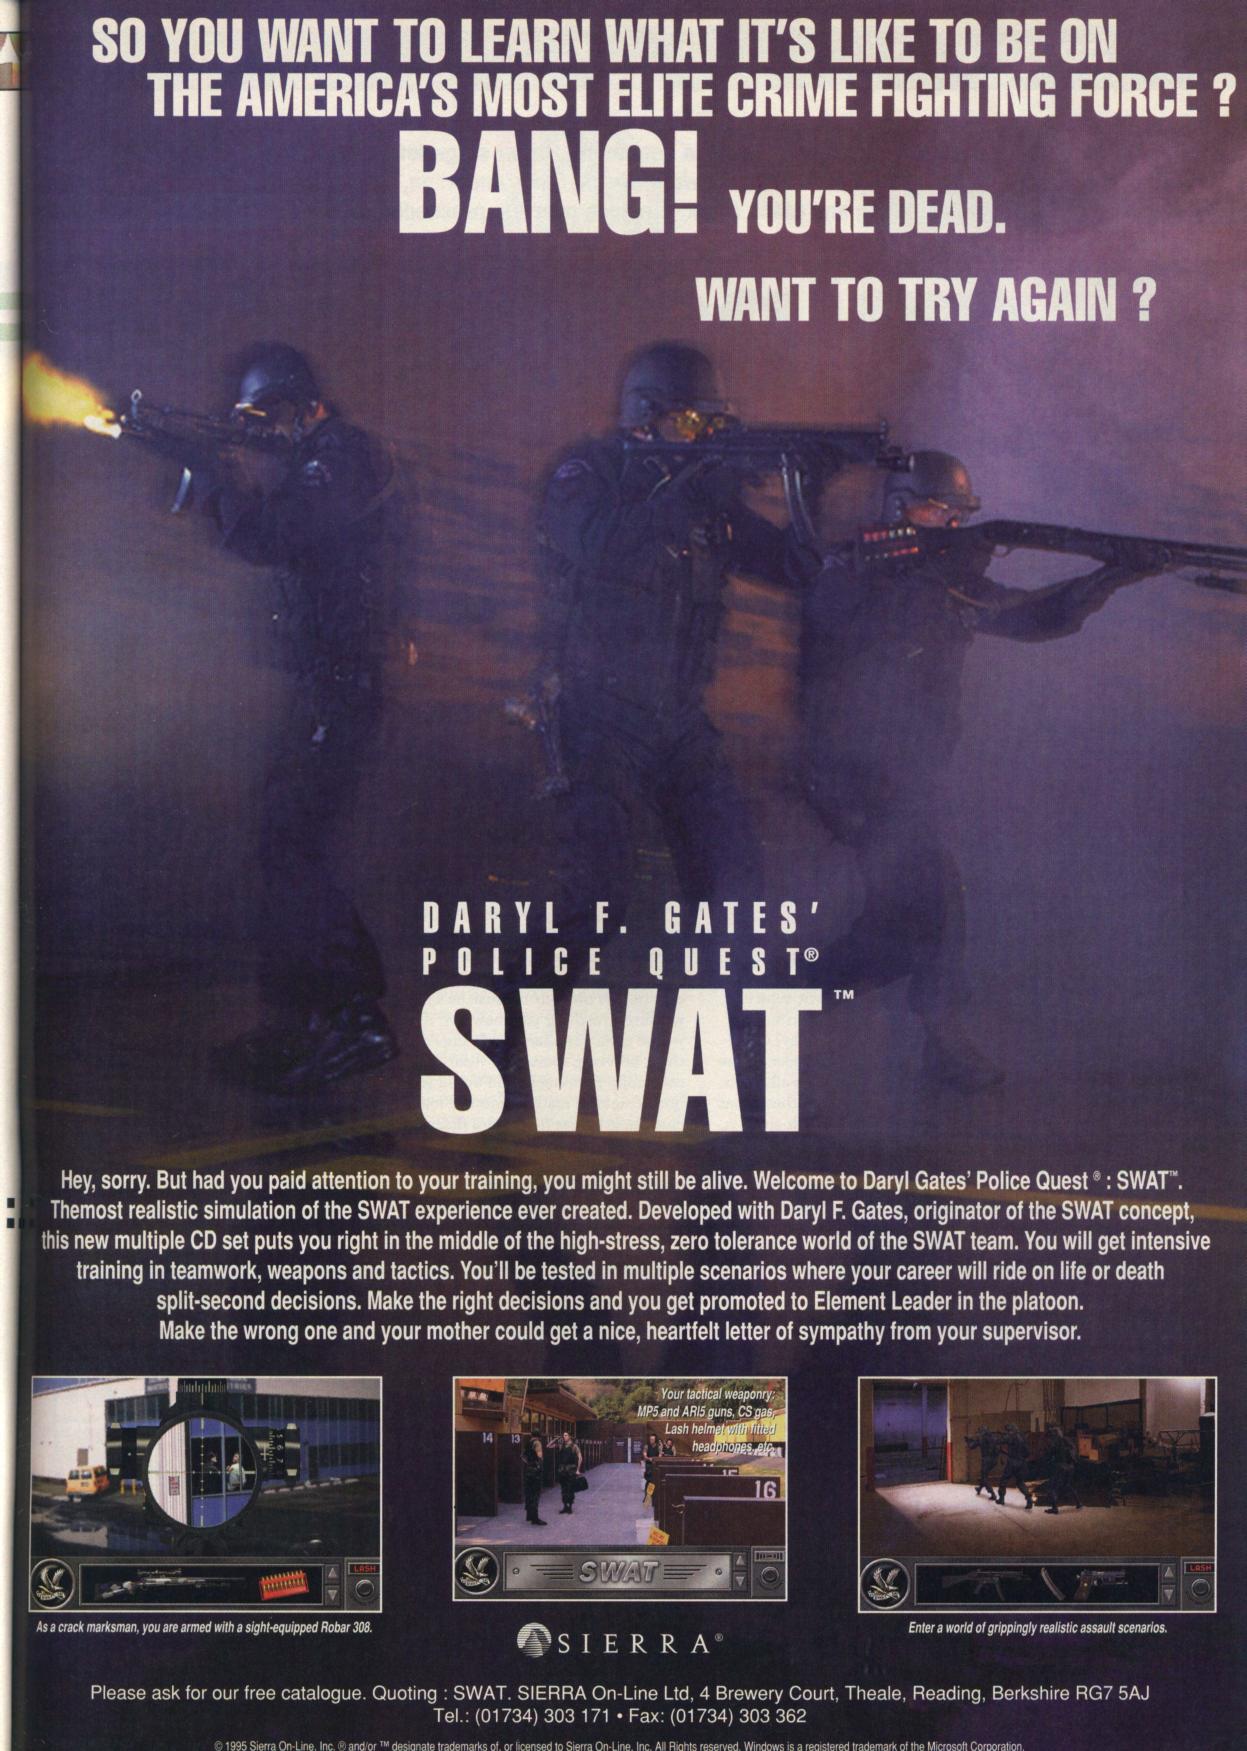 SO YOU WANT TO LEARN WHAT IT'S LIKE TO BE ON
THE AMERICA'S MOST ELITE CRIME FIGHTING FORCE ?
BANG! YOU'RE DEAD.
WANT TO TRY AGAIN ?
DARYL F. GATES'
POLICE QUEST®
SWAT™
Hey, sorry. But had you paid attention to your training, you might still be alive. Welcome to Daryl Gates' Police Quest ® : SWAT™.
Themost realistic simulation of the SWAT experience ever created. Developed with Daryl F. Gates, originator of the SWAT concept,
this new multiple CD set puts you right in the middle of the high-stress, zero tolerance world of the SWAT team. You will get intensive
training in teamwork, weapons and tactics. You'll be tested in multiple scenarios where your career will ride on life or death
split-second decisions. Make the right decisions and you get promoted to Element Leader in the platoon.
Make the wrong one and your mother could get a nice, heartfelt letter of sympathy from your supervisor.
LASH
As a crack marksman, you are armed with a sight-equipped Robar 308.
Your tactical weaponry:
MP5 and ARI5 guns, CS gas,
Lash helmet with fitted
headphones, etc.
14 13
15
16
SWAT
LASH
Enter a world of grippingly realistic assault scenarios.
SIERRA®
Please ask for our free catalogue. Quoting : SWAT. SIERRA On-Line Ltd, 4 Brewery Court, Theale, Reading, Berkshire RG7 5AJ
Tel.: (01734) 303 171 • Fax: (01734) 303 362
© 1995 Sierra On-Line, Inc. ® and/or ™ designate trademarks of, or licensed to Sierra On-Line, Inc. All Rights reserved. Windows is a registered trademark of the Microsoft Corporation.